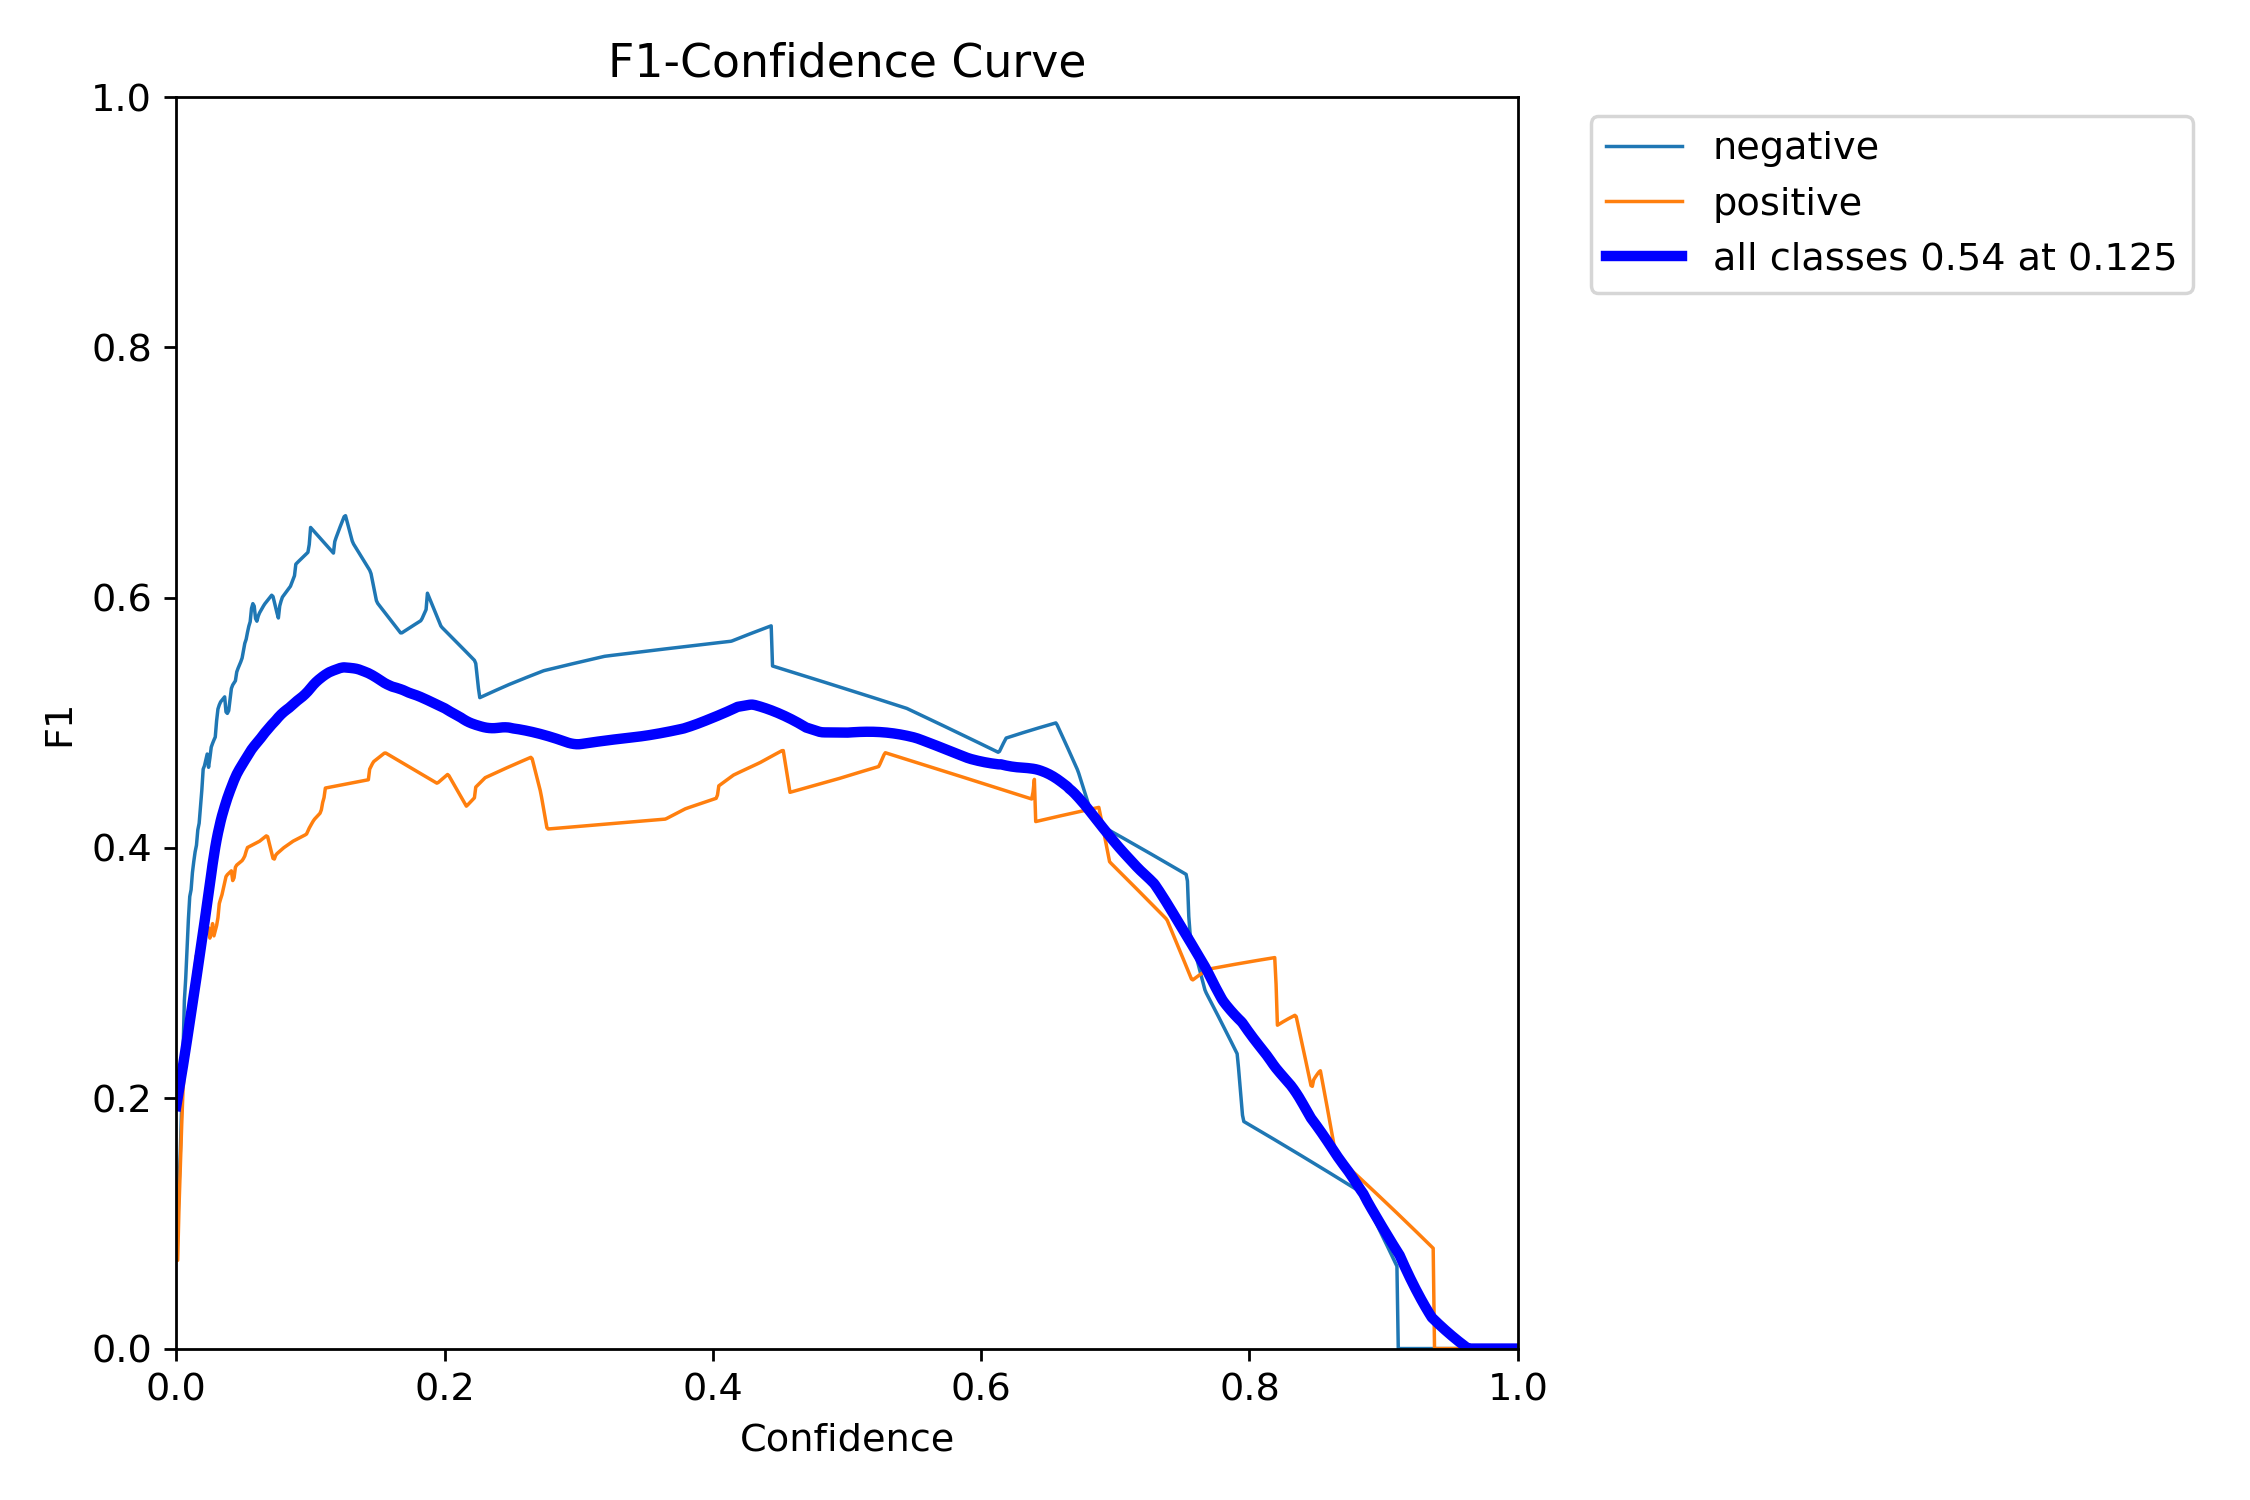 F1-Confidence Curve
1.0
0.8
0.6
0.4
0.2
0.0
F1
0.0 0.2 0.4 0.6 0.8 1.0
Confidence
negative
positive
all classes 0.54 at 0.125